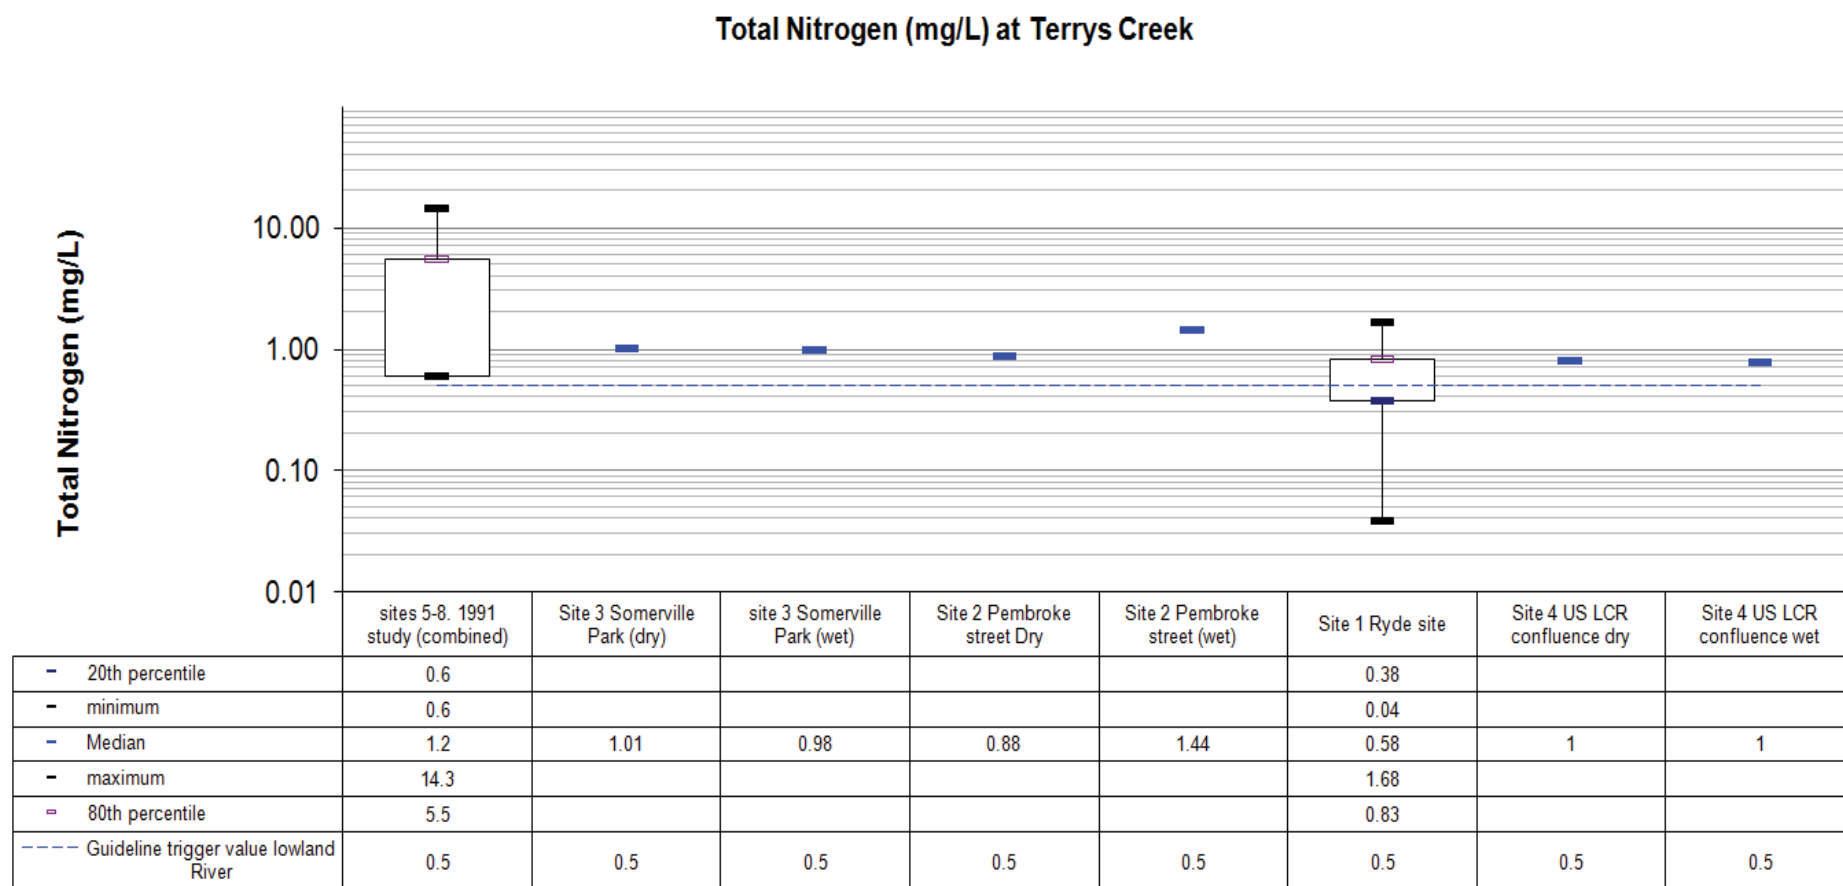 Total Nitrogen (mg/L) at Terrys Creek
Total Nitrogen (mg/L)
10.00
1.00
0.10
0.01
sites 5-8. 1991 study (combined)
Site 3 Somerville Park (dry)
site 3 Somerville Park (wet)
Site 2 Pembroke street Dry
Site 2 Pembroke street (wet)
Site 1 Ryde site
Site 4 US LCR confluence dry
Site 4 US LCR confluence wet
20th percentile 0.6 0.38
minimum 0.6 0.04
Median 1.2 1.01 0.98 0.88 1.44 0.58 1 1
maximum 14.3 1.68
80th percentile 5.5 0.83
Guideline trigger value lowland River 0.5 0.5 0.5 0.5 0.5 0.5 0.5 0.5